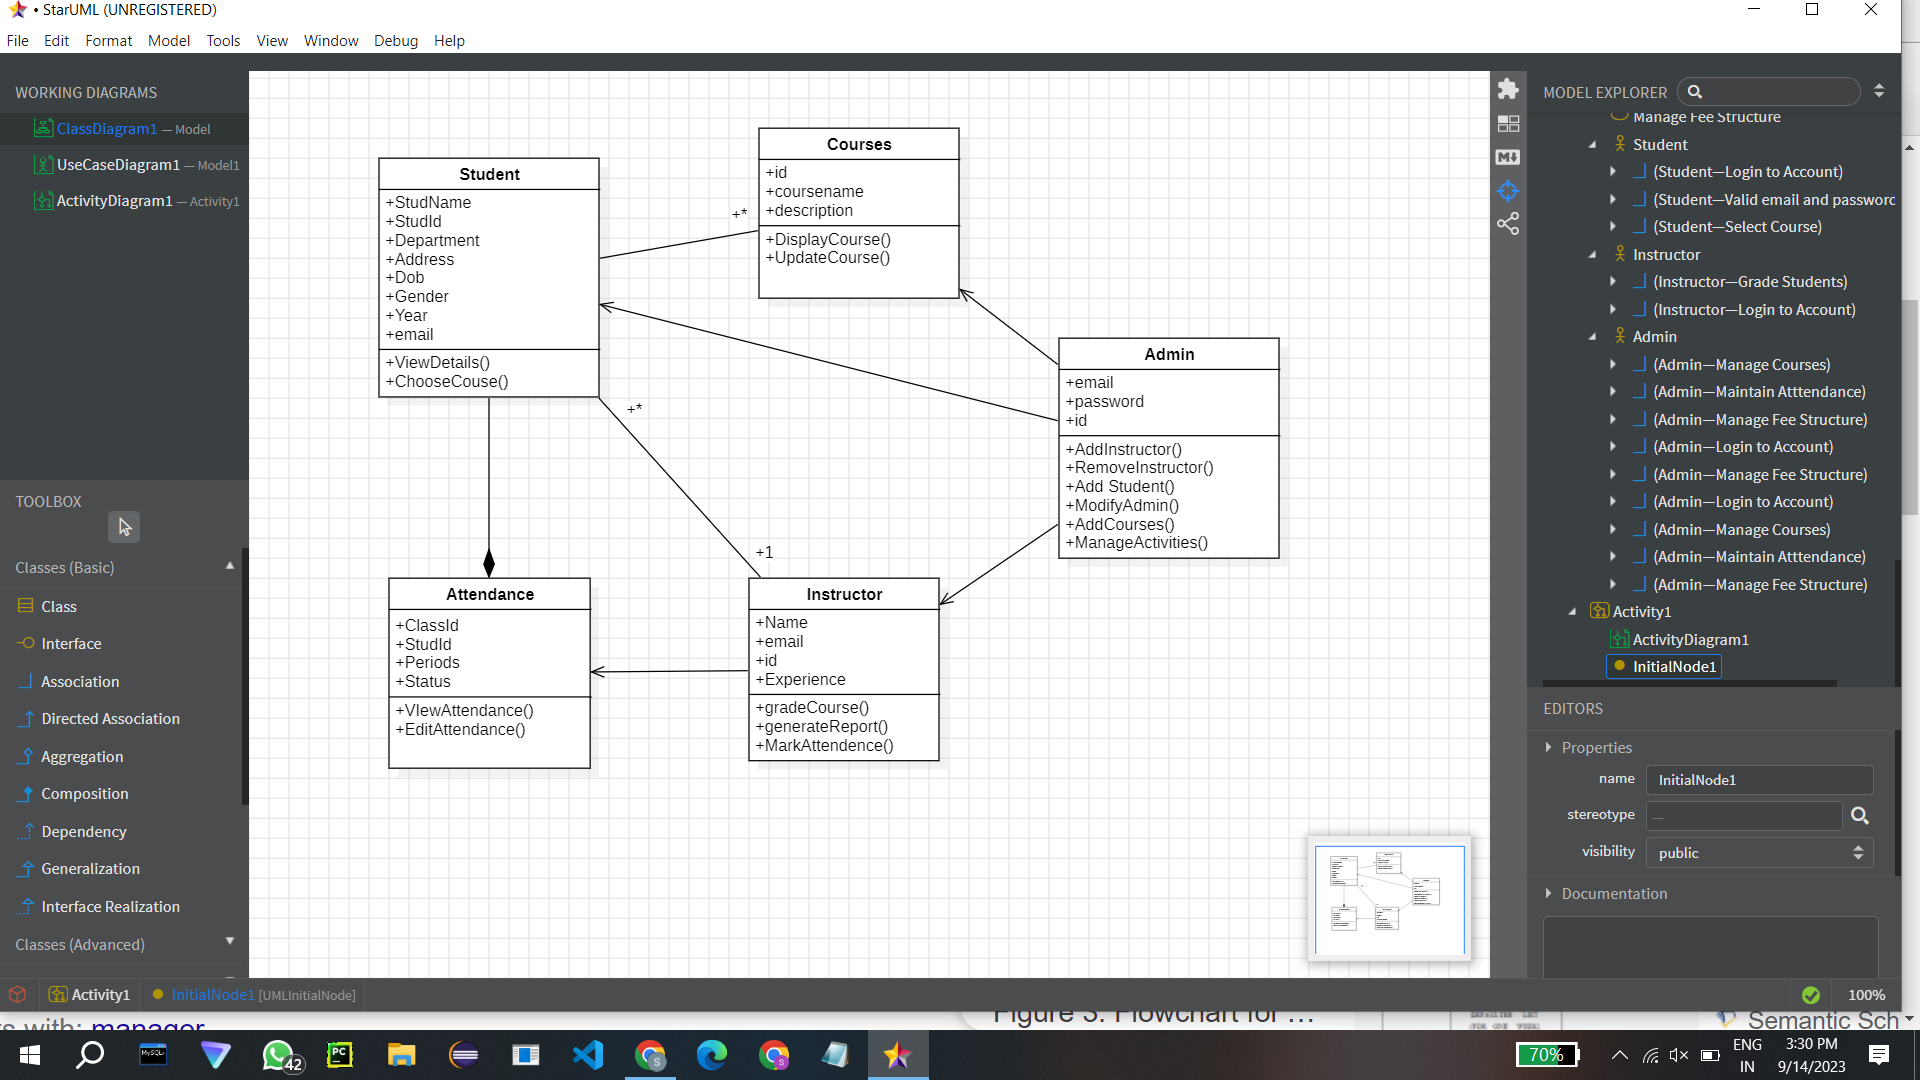 • StarUML (UNREGISTERED)
File Edit Format Model Tools View Window Debug Help
WORKING DIAGRAMS
ClassDiagram1 — Model
UseCaseDiagram1 — Model1
ActivityDiagram1 — Activity1
TOOLBOX
Classes (Basic)
Class
Interface
Association
Directed Association
Aggregation
Composition
Dependency
Generalization
Interface Realization
Classes (Advanced)
Student
+StudName
+StudId
+Department
+Address
+Dob
+Gender
+Year
+email
+ViewDetails()
+ChooseCouse()
+*
Courses
+id
+coursename
+description
+DisplayCourse()
+UpdateCourse()
Admin
+email
+password
+id
+AddInstructor()
+RemoveInstructor()
+Add Student()
+ModifyAdmin()
+AddCourses()
+ManageActivities()
+*
+1
Attendance
+ClassId
+StudId
+Periods
+Status
+VIewAttendance()
+EditAttendance()
Instructor
+Name
+email
+id
+Experience
+gradeCourse()
+generateReport()
+MarkAttendence()
MODEL EXPLORER
Manage Fee Structure
Student
(Student—Login to Account)
(Student—Valid email and password
(Student—Select Course)
Instructor
(Instructor—Grade Students)
(Instructor—Login to Account)
Admin
(Admin—Manage Courses)
(Admin—Maintain Atttendance)
(Admin—Manage Fee Structure)
(Admin—Login to Account)
(Admin—Manage Fee Structure)
(Admin—Login to Account)
(Admin—Manage Courses)
(Admin—Maintain Atttendance)
(Admin—Manage Fee Structure)
Activity1
ActivityDiagram1
InitialNode1
EDITORS
Properties
name InitialNode1
stereotype —
visibility public
Documentation
Activity1 InitialNode1 [UMLInitialNode] 100%
with: manager
Figure 3. Flowchart for ...
Semantic Sch
MySQL
PC
42
S
S
70%
ENG
IN
3:30 PM
9/14/2023